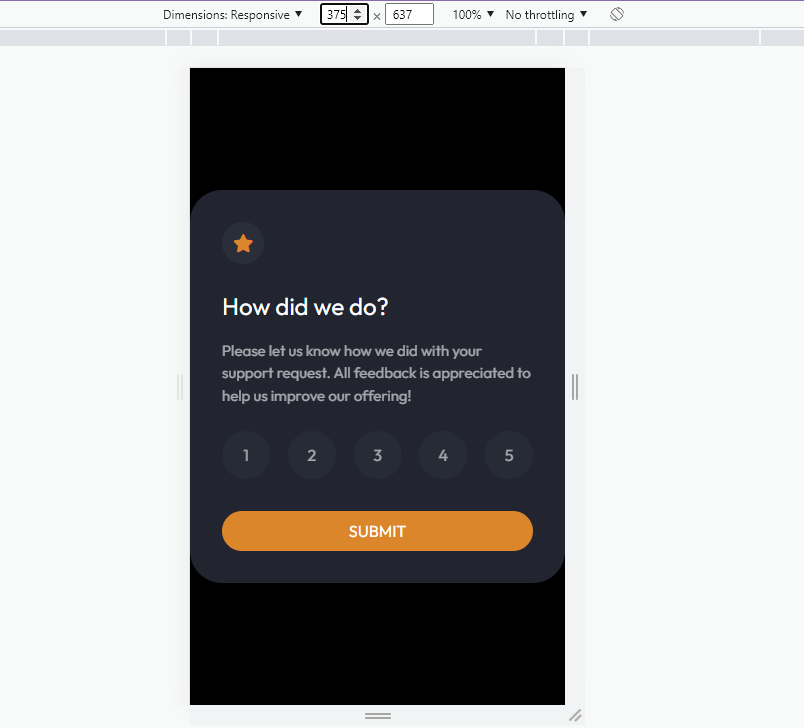 Dimensions: Responsive 375 × 637 100% No throttling
How did we do?
Please let us know how we did with your
support request. All feedback is appreciated to
help us improve our offering!
1 2 3 4 5
SUBMIT